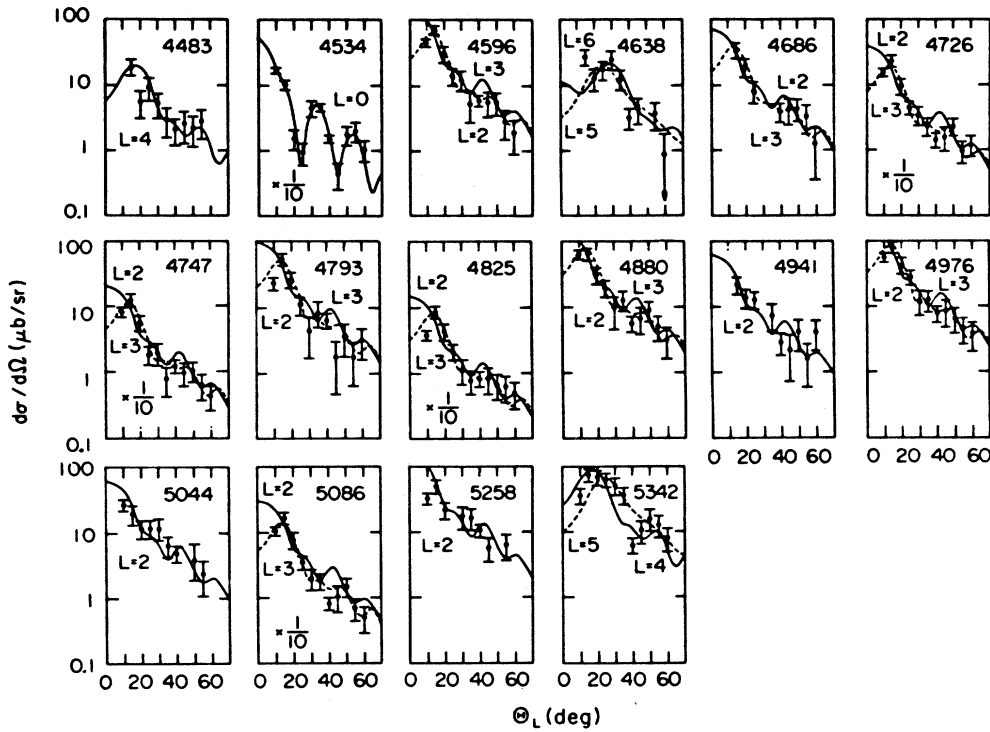 100
10
1
0.1
4483
L=4
4534
L=0
× 1/10
4596
L=3
L=2
4638
L=6
L=5
4686
L=2
L=3
4726
L=2
L=3
× 1/10
100
10
1
0.1
4747
L=2
L=3
× 1/10
4793
L=3
L=2
4825
L=2
L=3
× 1/10
4880
L=3
L=2
4941
L=2
4976
L=3
L=2
0 20 40 60
0 20 40 60
100
10
1
0.1
5044
L=2
5086
L=2
L=3
× 1/10
5258
L=2
5342
L=5
L=4
0 20 40 60
0 20 40 60
0 20 40 60
0 20 40 60
dσ/dΩ (μb/sr)
Θ_L (deg)